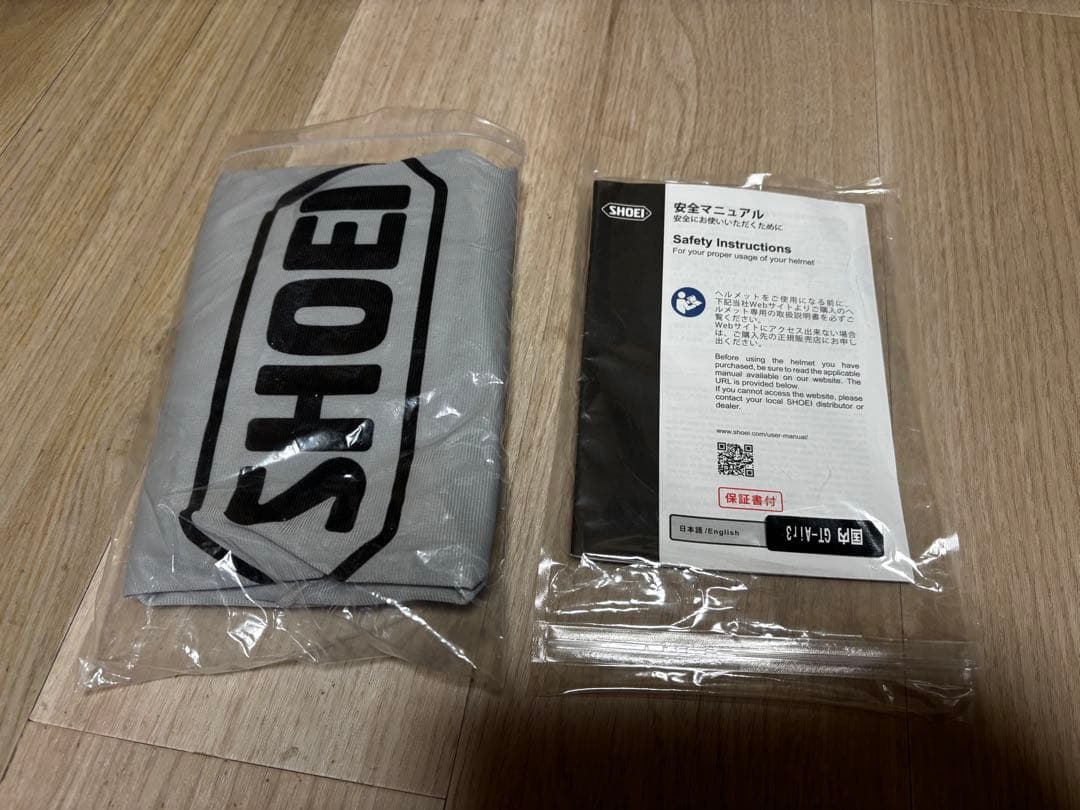 SHOEI
SHOEI
安全マニュアル
安全にお使いいただくために
Safety Instructions
For your proper usage of your helmet
ヘルメットをご使用になる前に、
下記当社Webサイトよりご購入のヘ
ルメット専用の取扱説明書を必ずご
覧ください。
Webサイトにアクセス出来ない場合
は、ご購入先の正規販売店にお申し
出ください。
Before using the helmet you have
purchased, be sure to read the applicable
manual available on our website. The
URL is provided below.
If you cannot access the website, please
contact your local SHOEI distributor or
dealer.
www.shoei.com/user-manual/
保証書付
日本語/English
国内 GT-Air3